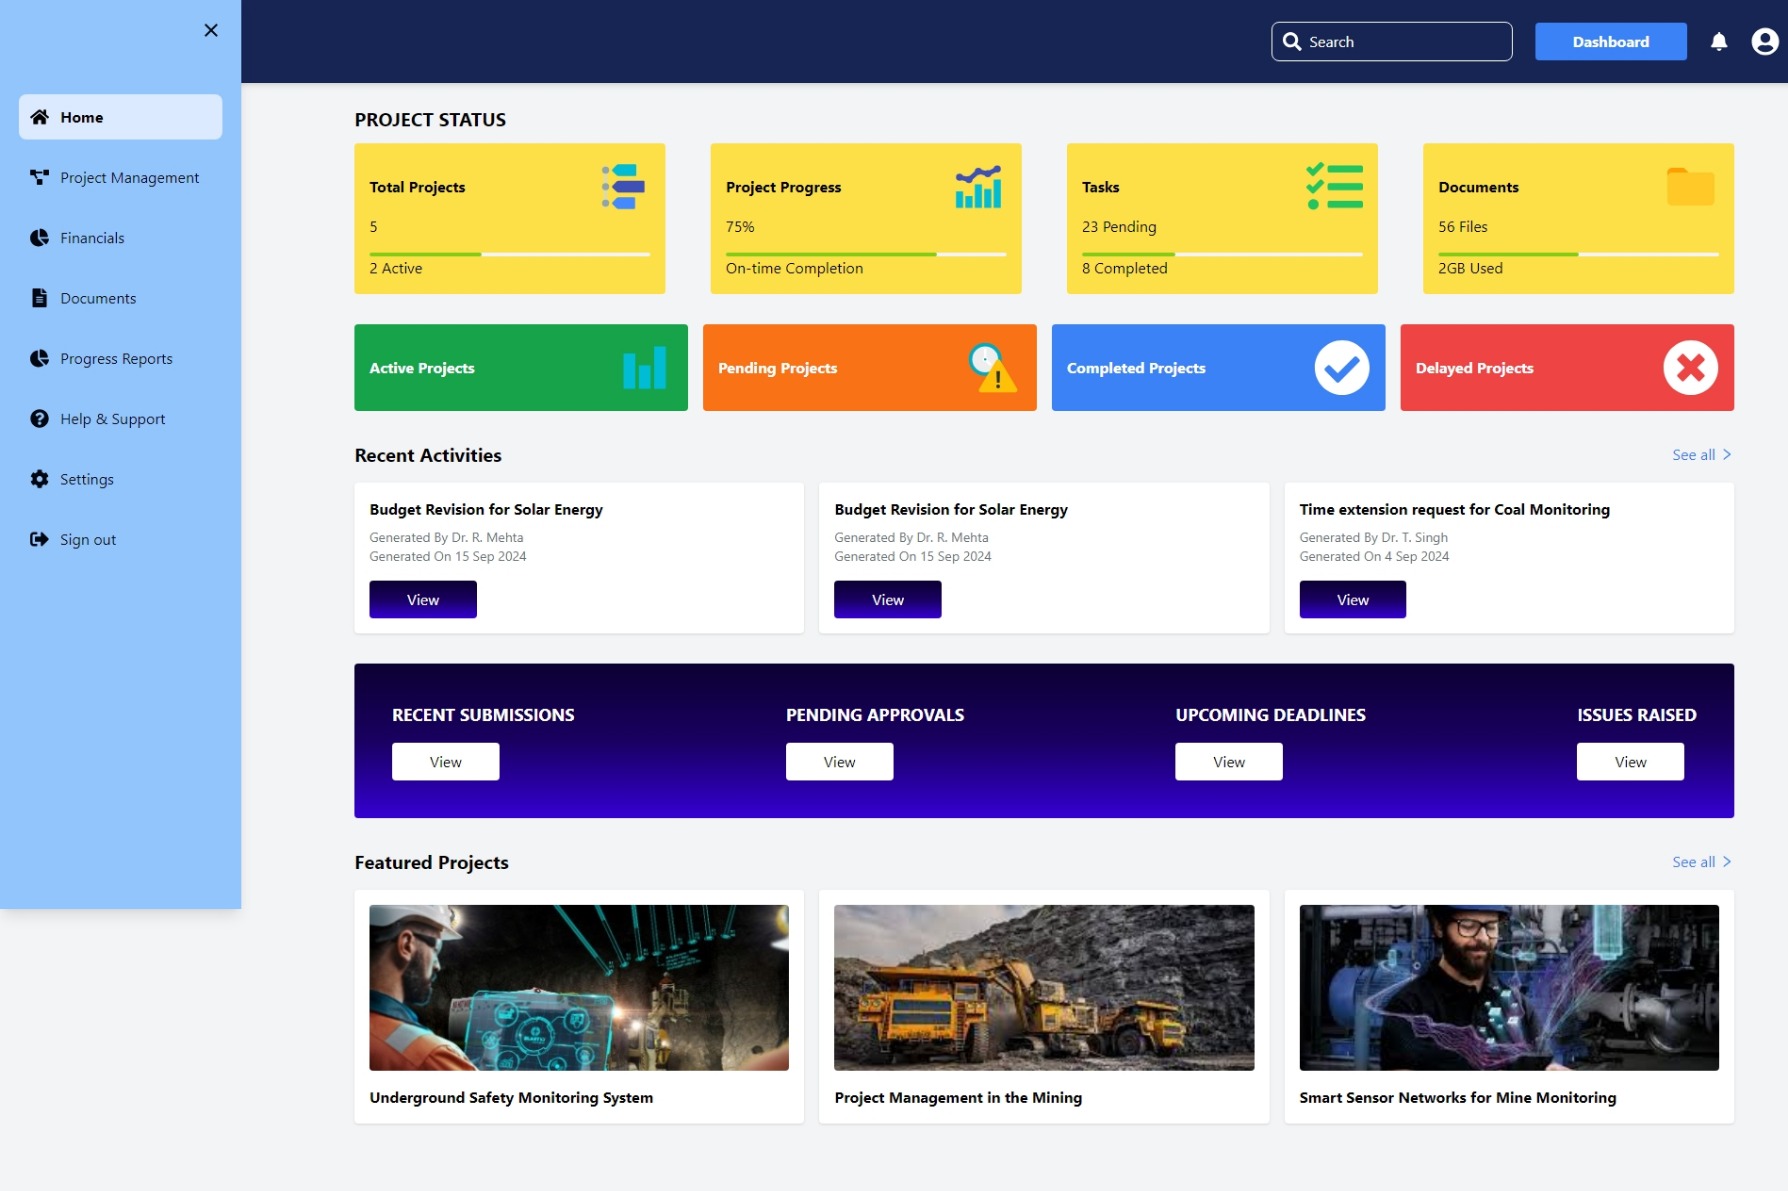 Search
Dashboard
Home
Project Management
Financials
Documents
Progress Reports
Help & Support
Settings
Sign out
PROJECT STATUS
Total Projects
5
2 Active
Project Progress
75%
On-time Completion
Tasks
23 Pending
8 Completed
Documents
56 Files
2GB Used
Active Projects
Pending Projects
Completed Projects
Delayed Projects
Recent Activities
See all
Budget Revision for Solar Energy
Generated By Dr. R. Mehta
Generated On 15 Sep 2024
View
Budget Revision for Solar Energy
Generated By Dr. R. Mehta
Generated On 15 Sep 2024
View
Time extension request for Coal Monitoring
Generated By Dr. T. Singh
Generated On 4 Sep 2024
View
RECENT SUBMISSIONS
View
PENDING APPROVALS
View
UPCOMING DEADLINES
View
ISSUES RAISED
View
Featured Projects
See all
Underground Safety Monitoring System
Project Management in the Mining
Smart Sensor Networks for Mine Monitoring